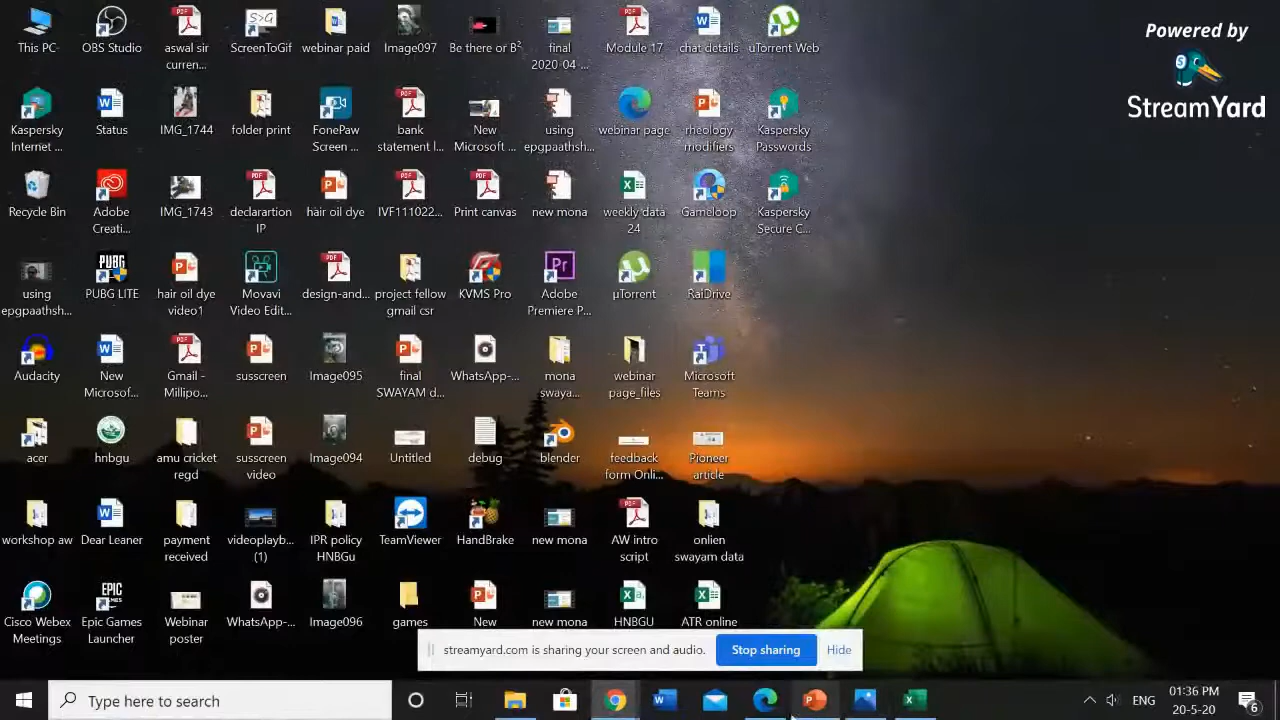 Powered by
StreamYard
This PC
OBS Studio
aswal sir
curren...
ScreenToGif
webinar paid
Image097
Be there or B²
final
2020-04-...
Module 17
chat details
uTorrent Web
Kaspersky
Internet ...
Status
IMG_1744
folder print
FonePaw
Screen ...
bank
statement I...
New
Microsoft ...
using
epgpaathsh...
webinar page
rheology
modifiers
Kaspersky
Passwords
Recycle Bin
Adobe
Creati...
IMG_1743
declarartion
IP
hair oil dye
IVF111022...
Print canvas
new mona
weekly data
24
Gameloop
Kaspersky
Secure C...
using
epgpaathsh...
PUBG LITE
hair oil dye
video1
Movavi
Video Edit...
design-and...
project fellow
gmail csr
KVMS Pro
Adobe
Premiere P...
µTorrent
RaiDrive
Audacity
New
Microsof...
Gmail -
Millipo...
susscreen
Image095
final
SWAYAM d...
WhatsApp-...
mona
swaya...
webinar
page_files
Microsoft
Teams
acer
hnbgu
amu cricket
regd
susscreen
video
Image094
Untitled
debug
blender
feedback
form Onli...
Pioneer
article
workshop aw
Dear Leaner
payment
received
videoplayb...
(1)
IPR policy
HNBGu
TeamViewer
HandBrake
new mona
AW intro
script
onlien
swayam data
Cisco Webex
Meetings
Epic Games
Launcher
Webinar
poster
WhatsApp-...
Image096
games
New
new mona
HNBGU
ATR online
streamyard.com is sharing your screen and audio.
Stop sharing
Hide
Type here to search
ENG
01:36 PM
20-5-20